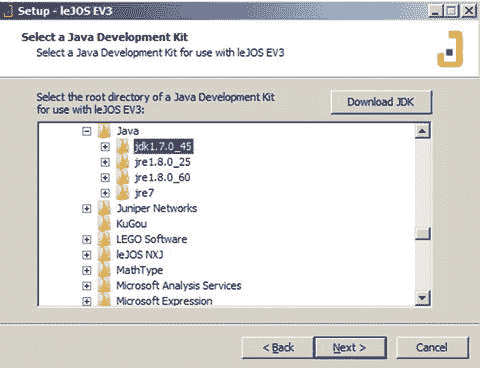 Setup - leJOS EV3
Select a Java Development Kit
Select a Java Development Kit for use with leJOS EV3
Select the root directory of a Java Development Kit
for use with leJOS EV3:
Download JDK
Java
jdk1.7.0_45
jre1.8.0_25
jre1.8.0_60
jre7
Juniper Networks
KuGou
LEGO Software
leJOS NXJ
MathType
Microsoft Analysis Services
Microsoft Expression
< Back
Next >
Cancel